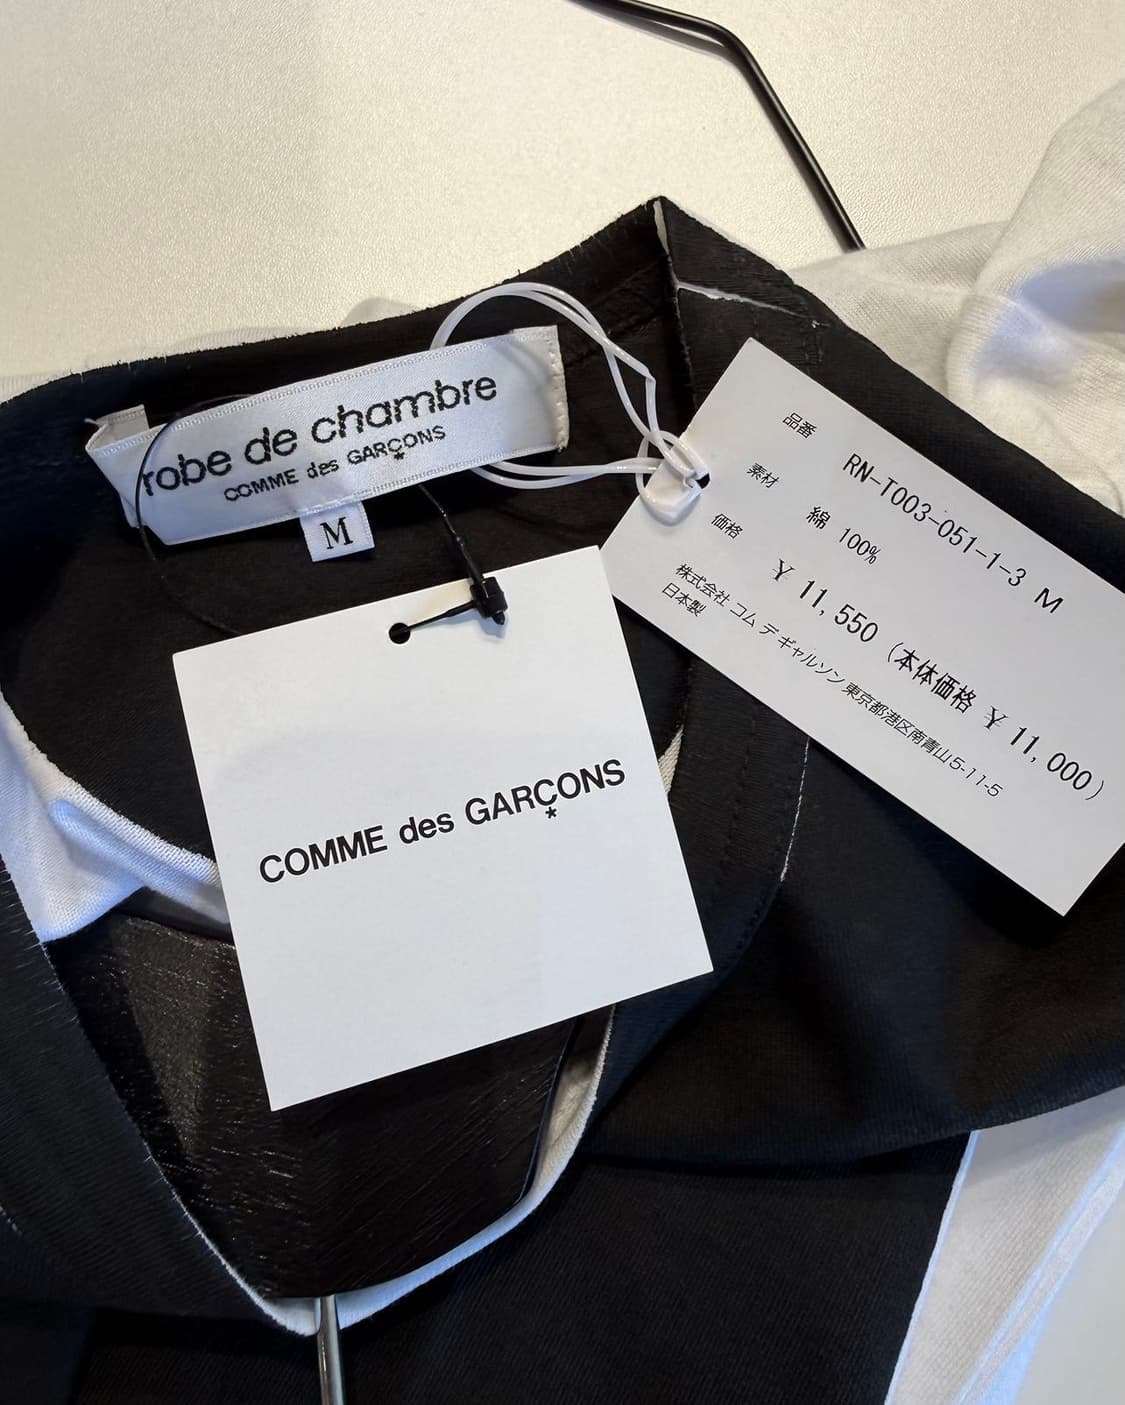 robe de chambre
COMME des GARÇONS
M
COMME des GARÇONS
品番
RN-T003-051-1-3 M
素材
綿 100%
価格
¥ 11,550 (本体価格 ¥ 11,000)
株式会社 コム デ ギャルソン 東京都港区南青山5-11-5
日本製